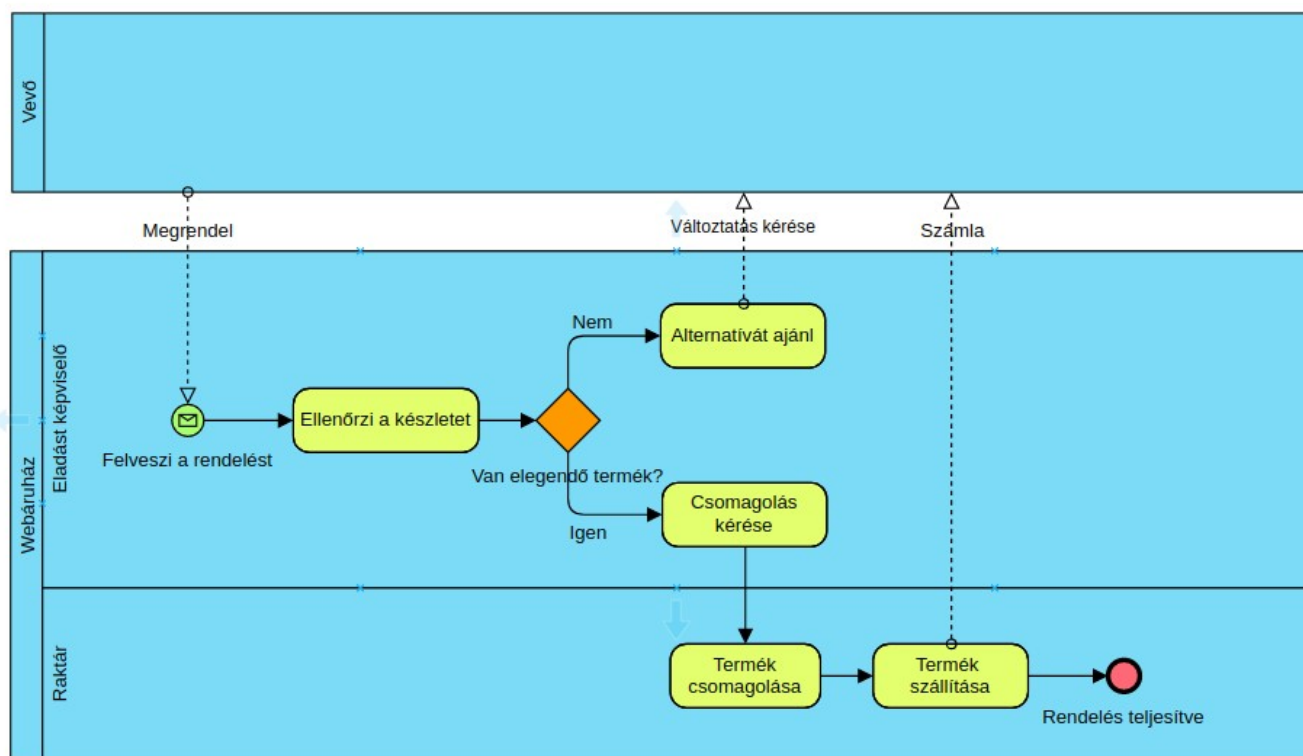 Vevő
Megrendel
Változtatás kérése
Számla
Webáruház
Eladást képviselő
Nem
Alternatívát ajánl
Ellenőrzi a készletet
Felveszi a rendelést
Van elegendő termék?
Csomagolás
kérése
Igen
Raktár
Termék
csomagolása
Termék
szállítása
Rendelés teljesítve